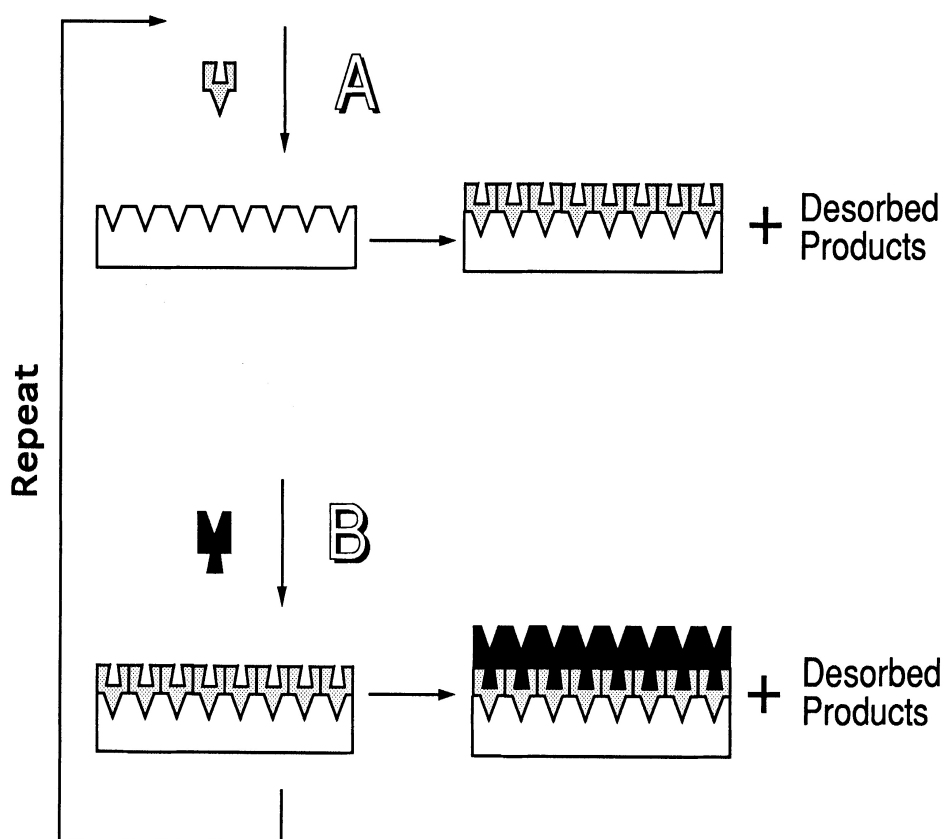 A
+ Desorbed
Products
Repeat
B
+ Desorbed
Products